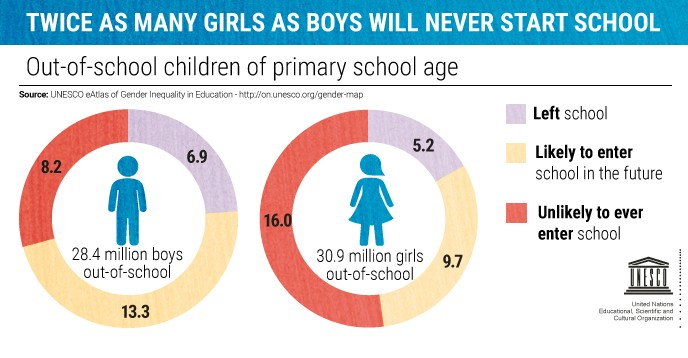 TWICE AS MANY GIRLS AS BOYS WILL NEVER START SCHOOL
Out-of-school children of primary school age
Source: UNESCO eAtlas of Gender Inequality in Education - http://on.unesco.org/gender-map
8.2
6.9
28.4 million boys
out-of-school
13.3
5.2
16.0
30.9 million girls
out-of-school
9.7
Left school
Likely to enter
school in the future
Unlikely to ever
enter school
UNESCO
United Nations
Educational, Scientific and
Cultural Organization